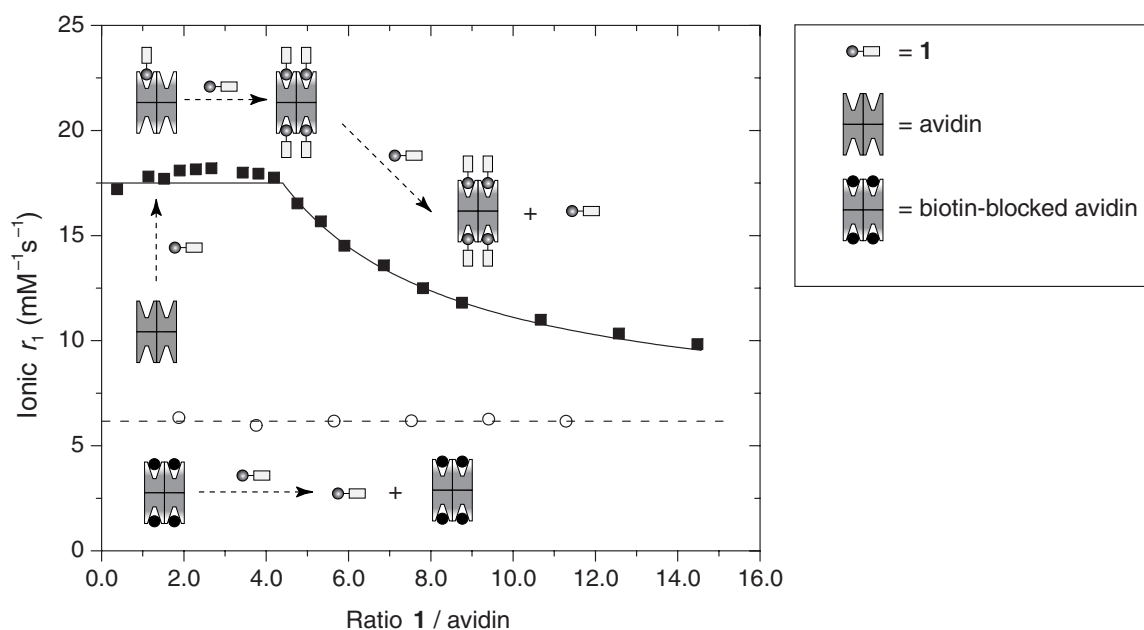 25
20
15
10
5
0
Ionic r₁ (mM⁻¹s⁻¹)
+
+
0.0 2.0 4.0 6.0 8.0 10.0 12.0 14.0 16.0
Ratio 1 / avidin
= 1
= avidin
= biotin-blocked avidin